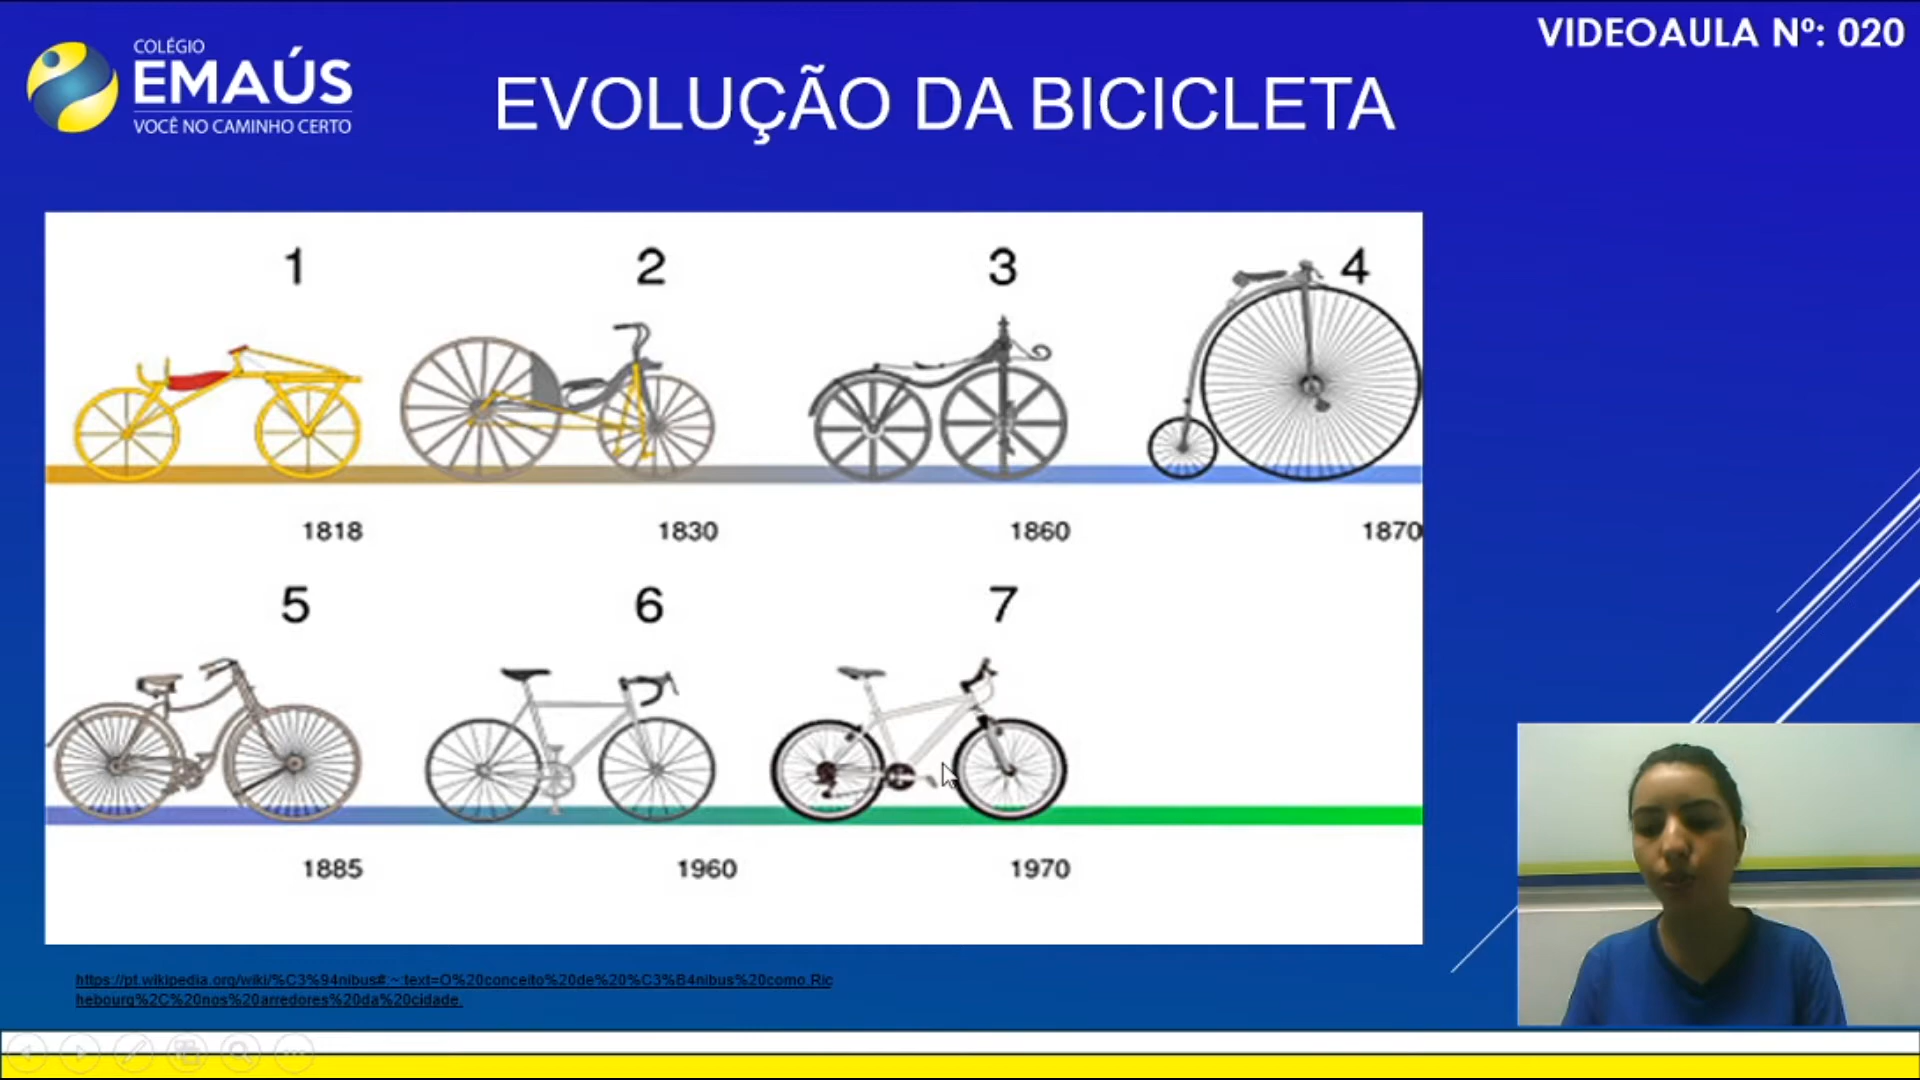 VIDEOAULA Nº: 020
COLÉGIO
EMAÚS
VOCÊ NO CAMINHO CERTO
EVOLUÇÃO DA BICICLETA
1 2 3 4
1818 1830 1860 1870
5 6 7
1885 1960 1970
https://pt.wikipedia.org/wiki/%C3%94nibus#:~:text=O%20conceito%20de%20%C3%B4nibus%20como,Ric
hebourg%2C%20nos%20arredores%20da%20cidade.